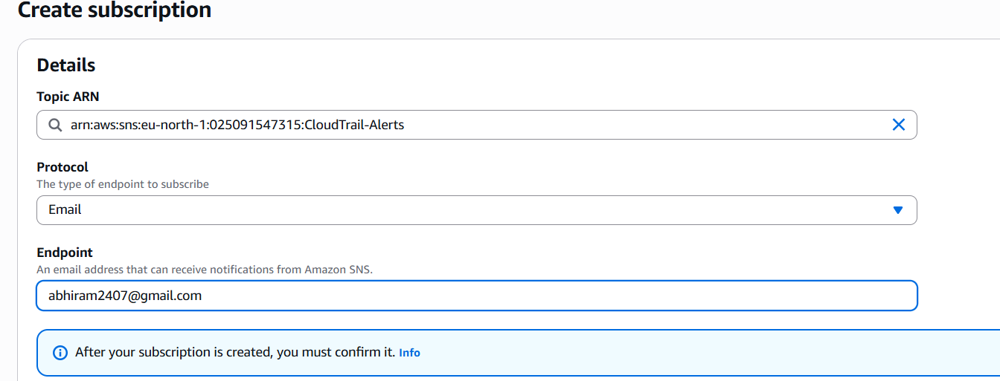 Create subscription
Details
Topic ARN
arn:aws:sns:eu-north-1:025091547315:CloudTrail-Alerts
Protocol
The type of endpoint to subscribe
Email
Endpoint
An email address that can receive notifications from Amazon SNS.
abhiram2407@gmail.com
After your subscription is created, you must confirm it. Info